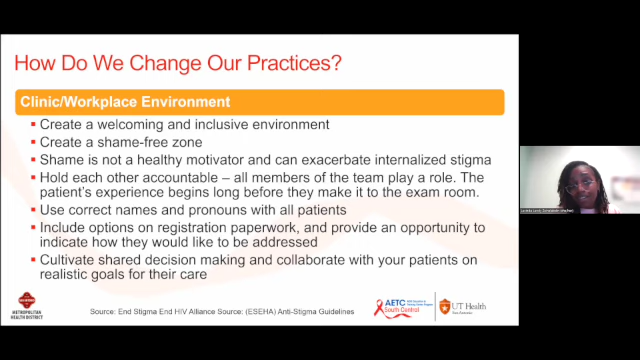 How Do We Change Our Practices?
Clinic/Workplace Environment
▪ Create a welcoming and inclusive environment
▪ Create a shame-free zone
▪ Shame is not a healthy motivator and can exacerbate internalized stigma
▪ Hold each other accountable – all members of the team play a role. The
patient's experience begins long before they make it to the exam room.
▪ Use correct names and pronouns with all patients
▪ Include options on registration paperwork, and provide an opportunity to
indicate how they would like to be addressed
▪ Cultivate shared decision making and collaborate with your patients on
realistic goals for their care
METROPOLITAN
HEALTH DISTRICT
Source: End Stigma End HIV Alliance Source: (ESEHA) Anti-Stigma Guidelines
AETC
South Central
UT Health
San Antonio